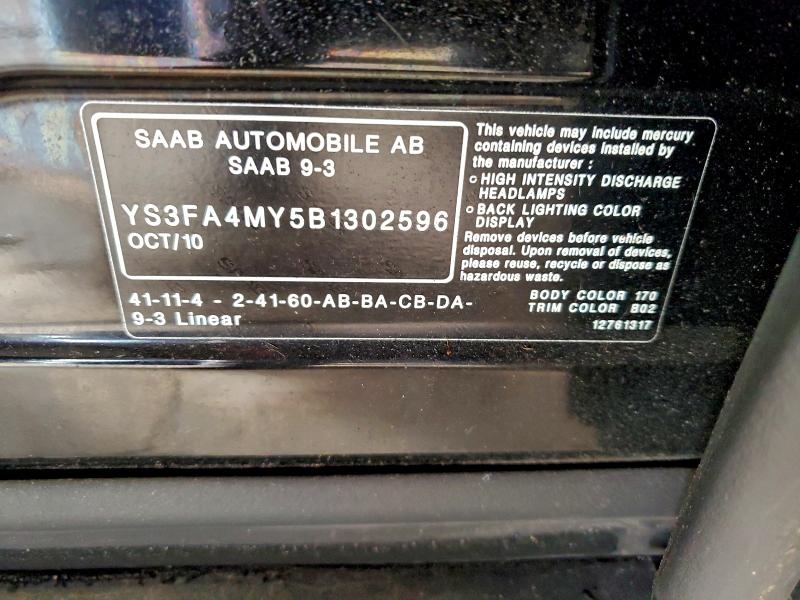 SAAB AUTOMOBILE AB
SAAB 9-3
YS3FA4MY5B1302596
OCT/10
41-11-4 - 2-41-60-AB-BA-CB-DA-
9-3 Linear
This vehicle may include mercury
containing devices installed by
the manufacturer :
○ HIGH INTENSITY DISCHARGE
HEADLAMPS
○ BACK LIGHTING COLOR
DISPLAY
Remove devices before vehicle
disposal. Upon removal of devices,
please reuse, recycle or dispose as
hazardous waste.
BODY COLOR 170
TRIM COLOR B02
12761317